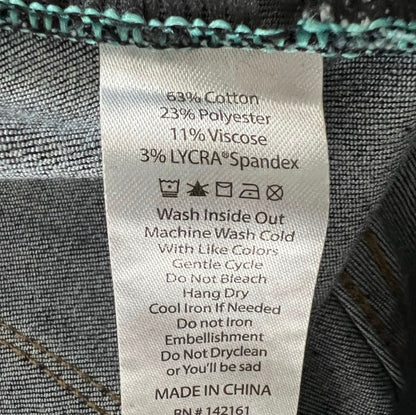 63% Cotton
23% Polyester
11% Viscose
3% LYCRA®Spandex
Wash Inside Out
Machine Wash Cold
With Like Colors
Gentle Cycle
Do Not Bleach
Hang Dry
Cool Iron If Needed
Do not Iron
Embellishment
Do Not Dryclean
or You'll be sad
MADE IN CHINA
RN # 142161